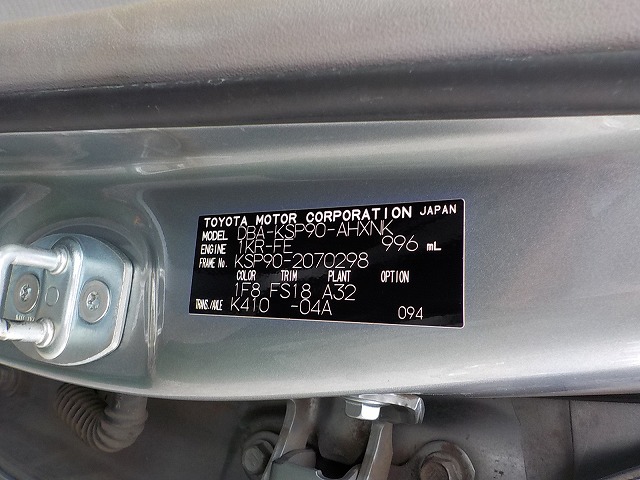 TOYOTA MOTOR CORPORATION JAPAN
MODEL DBA-KSP90-AHXNK
ENGINE 1KR-FE 996 mL
FRAME No. KSP90-2070298
COLOR TRIM PLANT OPTION
1F8 FS18 A32
TRANS./AXLE K410 -04A 094